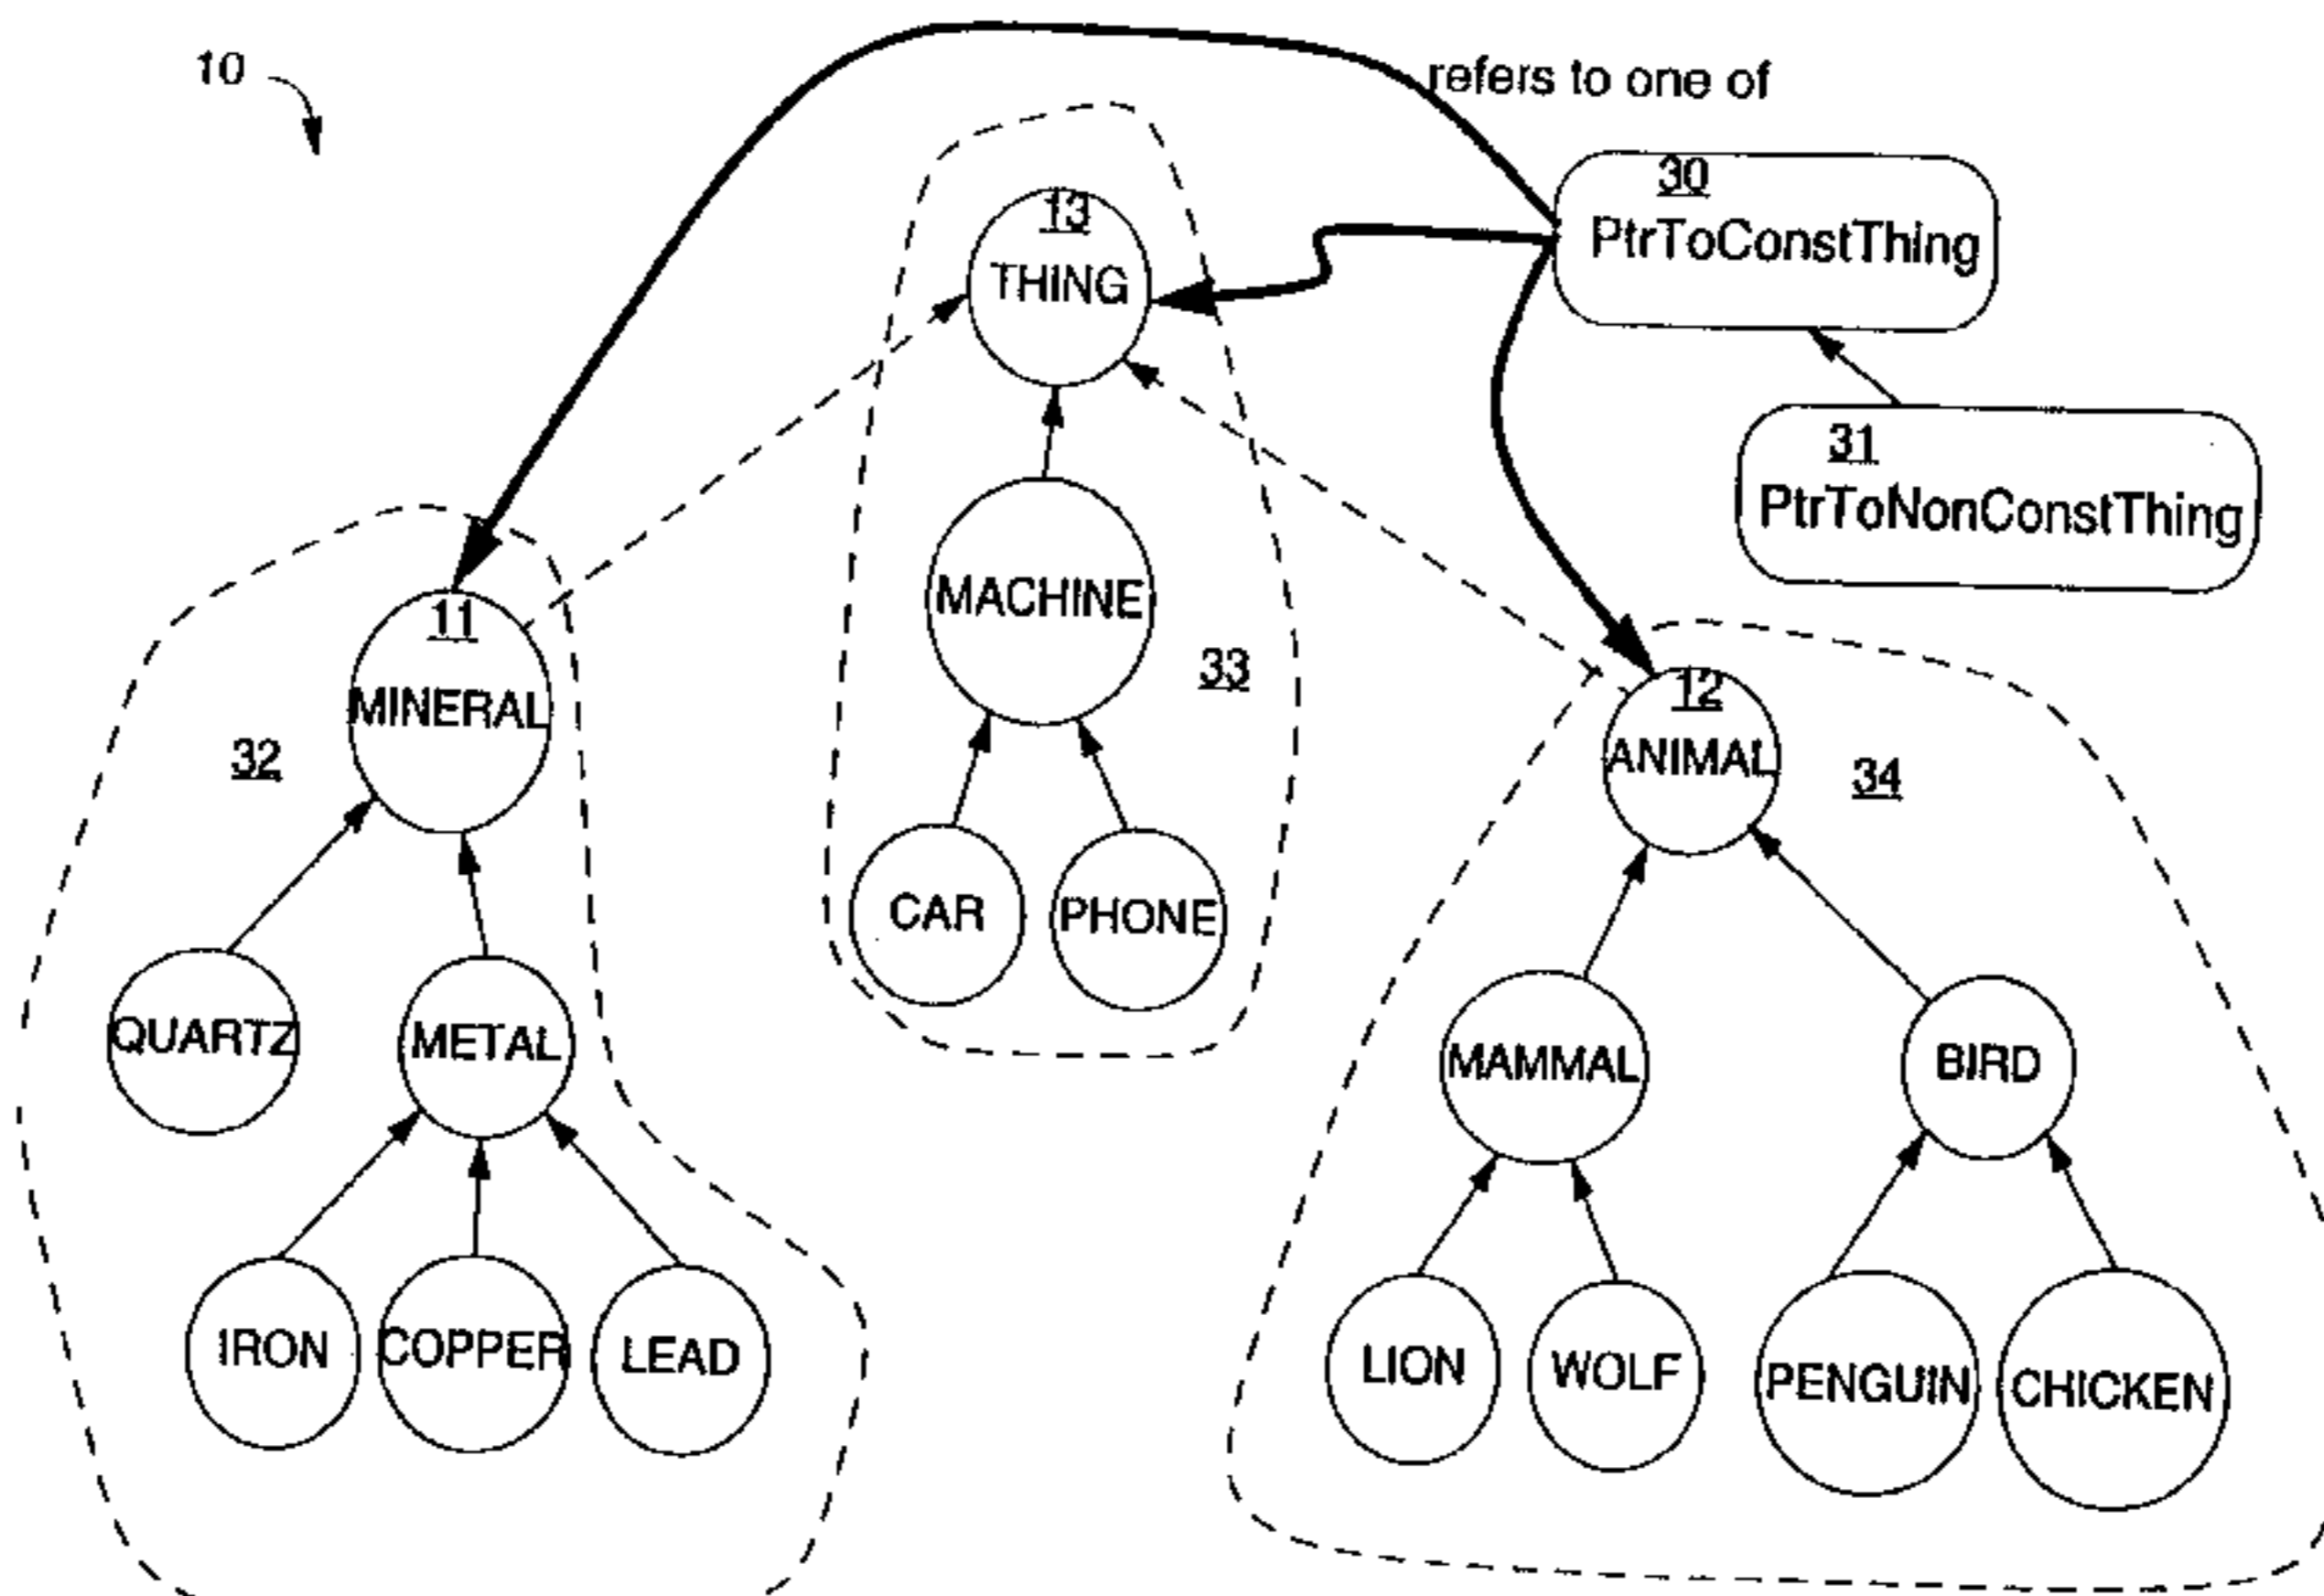 10
refers to one of
30
PtrToConstThing
13
THING
31
PtrToNonConstThing
MACHINE
33
11
MINERAL
32
12
ANIMAL
34
CAR
PHONE
QUARTZ
METAL
MAMMAL
BIRD
IRON
COPPER
LEAD
LION
WOLF
PENGUIN
CHICKEN